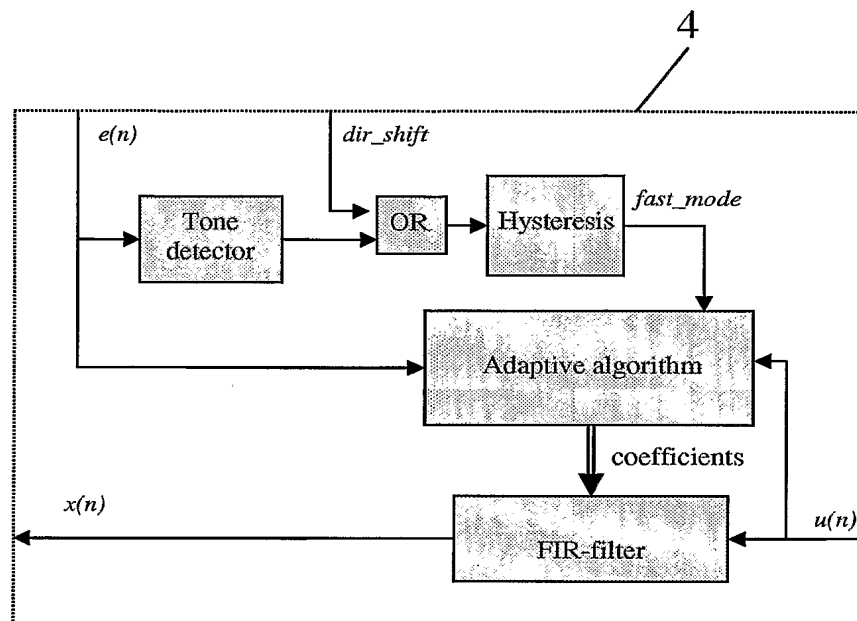 4
e(n)
dir_shift
Tone
detector
OR
Hysteresis
fast_mode
Adaptive algorithm
coefficients
x(n)
u(n)
FIR-filter